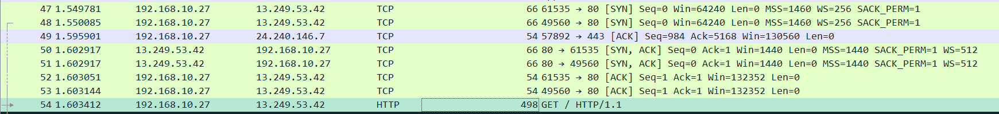 47 1.549781 192.168.10.27 13.249.53.42 TCP 66 61535 → 80 [SYN] Seq=0 Win=64240 Len=0 MSS=1460 WS=256 SACK_PERM=1
48 1.550085 192.168.10.27 13.249.53.42 TCP 66 49560 → 80 [SYN] Seq=0 Win=64240 Len=0 MSS=1460 WS=256 SACK_PERM=1
49 1.595901 192.168.10.27 24.240.146.7 TCP 54 57892 → 443 [ACK] Seq=984 Ack=5168 Win=130560 Len=0
50 1.602917 13.249.53.42 192.168.10.27 TCP 66 80 → 61535 [SYN, ACK] Seq=0 Ack=1 Win=1440 Len=0 MSS=1440 SACK_PERM=1 WS=512
51 1.602917 13.249.53.42 192.168.10.27 TCP 66 80 → 49560 [SYN, ACK] Seq=0 Ack=1 Win=1440 Len=0 MSS=1440 SACK_PERM=1 WS=512
52 1.603051 192.168.10.27 13.249.53.42 TCP 54 61535 → 80 [ACK] Seq=1 Ack=1 Win=132352 Len=0
53 1.603144 192.168.10.27 13.249.53.42 TCP 54 49560 → 80 [ACK] Seq=1 Ack=1 Win=132352 Len=0
54 1.603412 192.168.10.27 13.249.53.42 HTTP 498 GET / HTTP/1.1